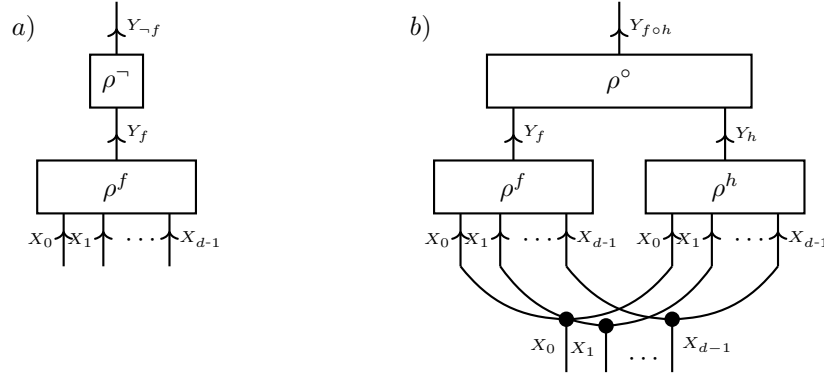 a) Y¬f b) Yf∘h
ρ¬ ρ∘
Yf Yf Yh
ρf ρf ρh
X0 X1 ... Xd-1 X0 X1 ... Xd-1 X0 X1 ... Xd-1
X0 X1 ... Xd−1